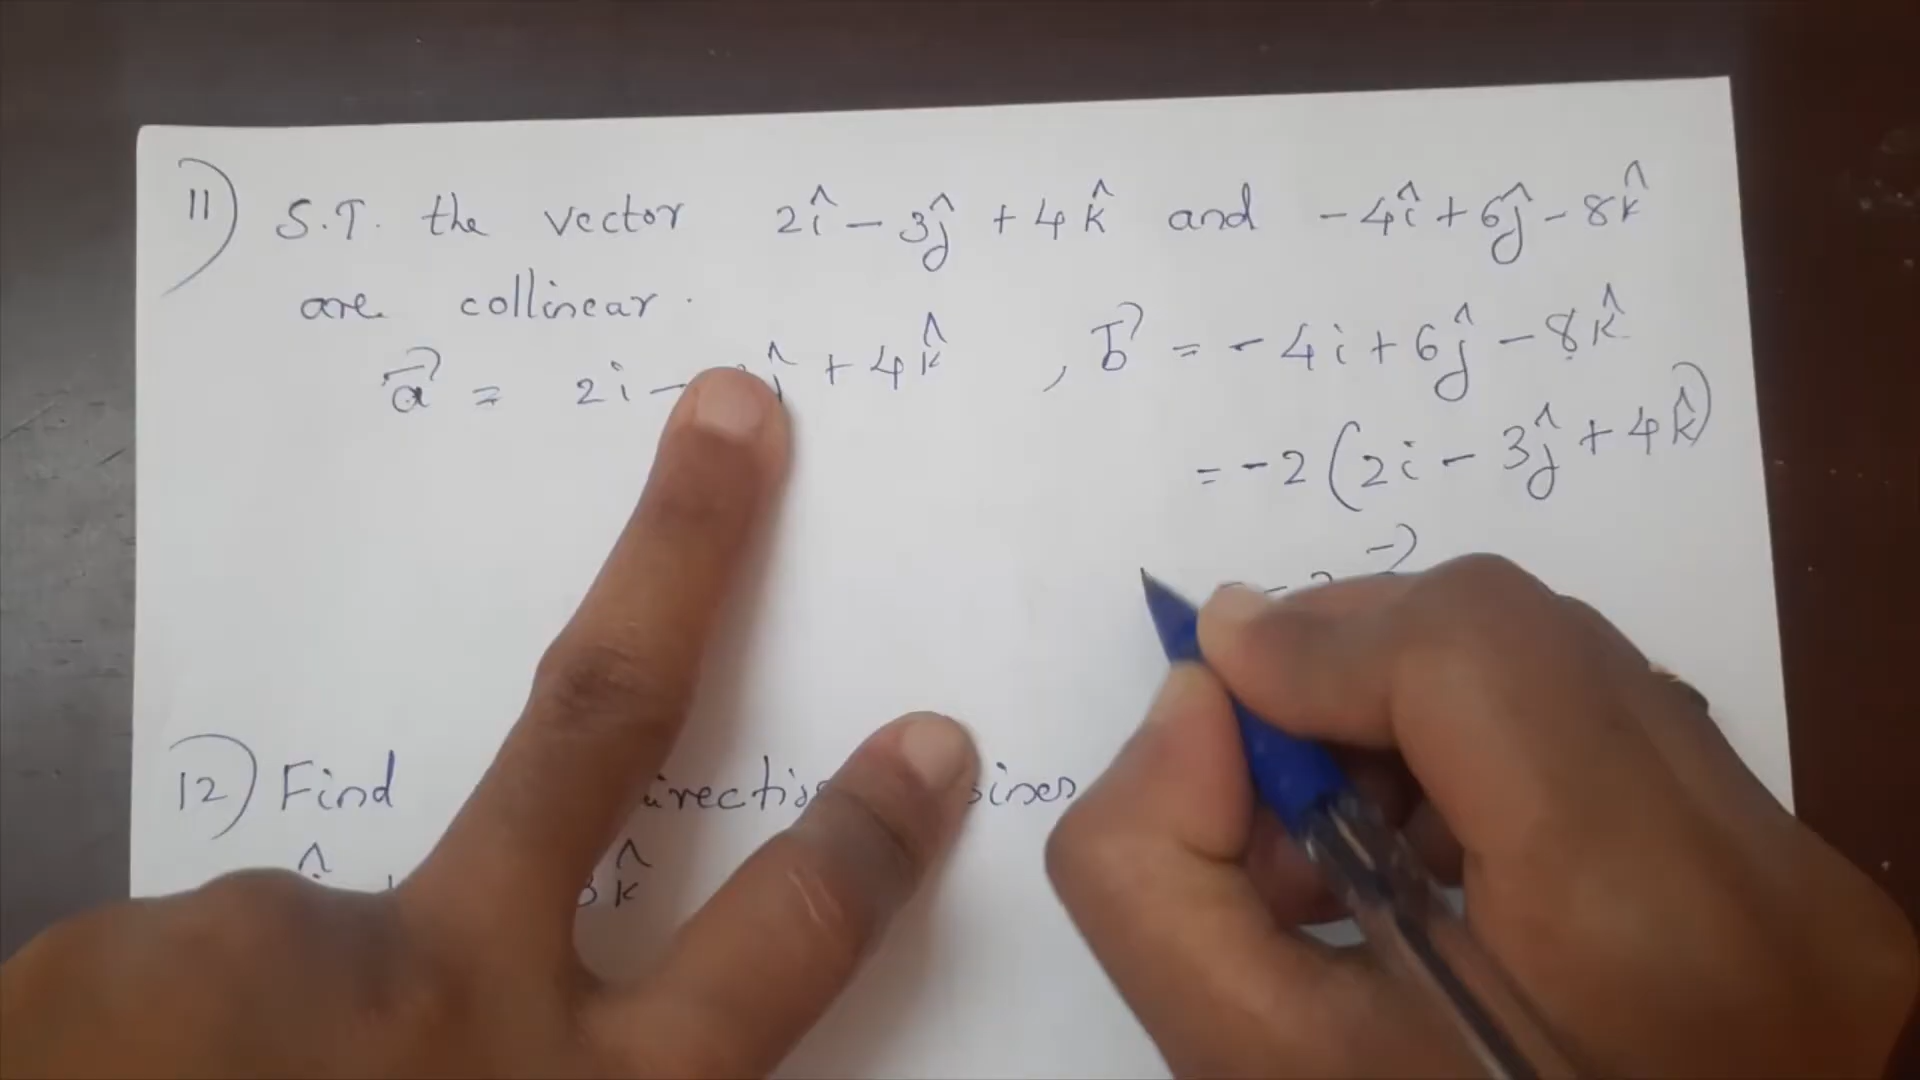 11) S.T. the vector 2î - 3ĵ + 4k̂ and -4î + 6ĵ - 8k̂
are collinear.
a⃗ = 2i - ĵ + 4k̂ , b⃗ = -4i + 6ĵ - 8k̂
= -2(2i - 3ĵ + 4k̂)
12) Find
k̂